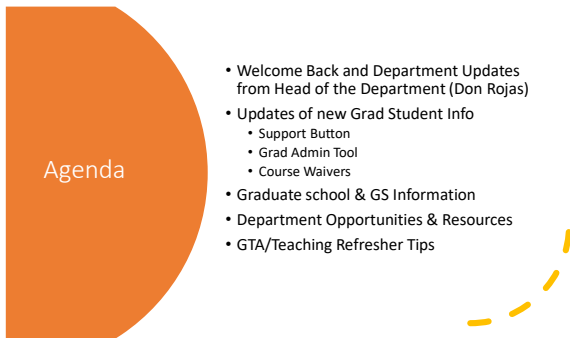 Agenda
• Welcome Back and Department Updates
from Head of the Department (Don Rojas)
• Updates of new Grad Student Info
• Support Button
• Grad Admin Tool
• Course Waivers
• Graduate school & GS Information
• Department Opportunities & Resources
• GTA/Teaching Refresher Tips